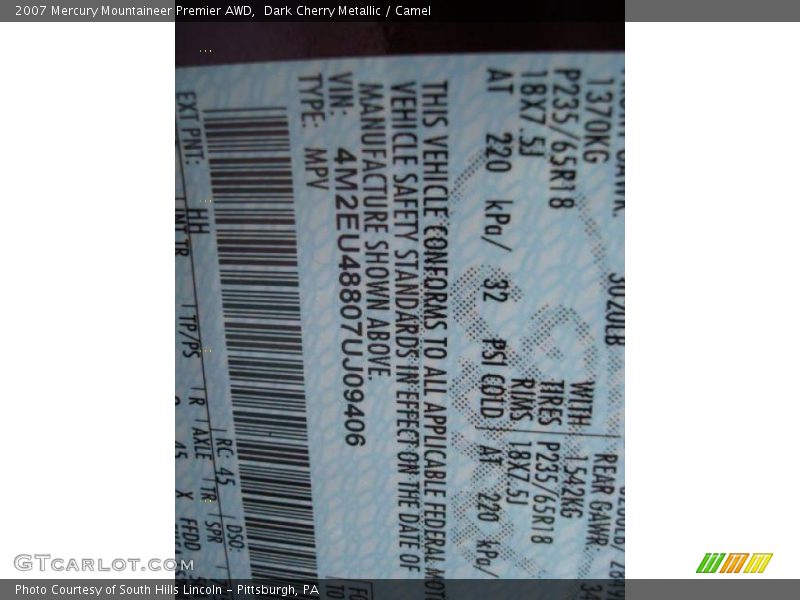 2007 Mercury Mountaineer Premier AWD, Dark Cherry Metallic / Camel
1370KG
3020LB
P235/65R18
18X7.5J
AT 220 kPa/ 32 PSI COLD
WITH
TIRES
RIMS
REAR GAWR:
1542KG
P235/65R18
18X7.5J
AT 220 kPa/
THIS VEHICLE CONFORMS TO ALL APPLICABLE FEDERAL
VEHICLE SAFETY STANDARDS IN EFFECT ON THE DATE OF
MANUFACTURE SHOWN ABOVE.
VIN: 4M2EU48807UJ09406
TYPE: MPV
EXT PNT: HH
RC: 45
DSO:
INT TR TP/PS R AXLE TR SPR
45 X FFDD
GTCARLOT.COM
Photo Courtesy of South Hills Lincoln - Pittsburgh, PA